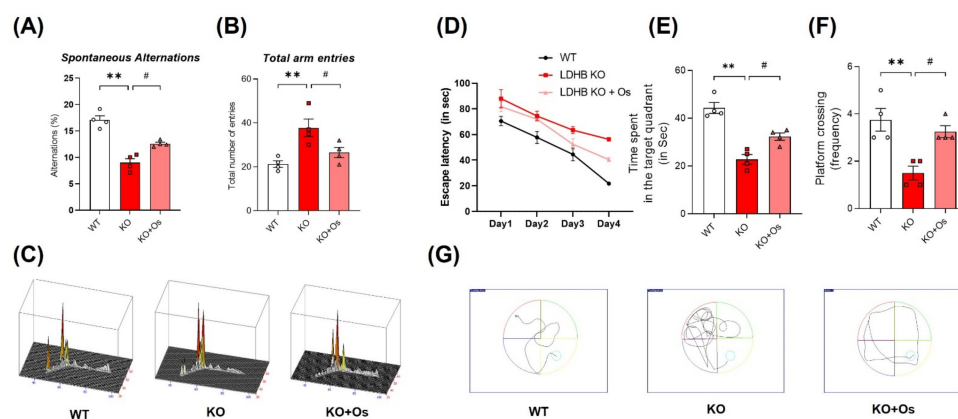 (A)
Spontaneous Alternations
**
#
25
20
15
10
5
0
Alternations (%)
WT
KO
KO+Os
(B)
Total arm entries
**
#
60
40
20
0
Total number of entries
WT
KO
KO+Os
(C)
WT
KO
KO+Os
(D)
WT
LDHB KO
LDHB KO + Os
100
80
60
40
20
0
Escape latency (in sec)
Day1
Day2
Day3
Day4
(E)
**
#
60
40
20
0
Time spent
in the target quadrant
(in Sec)
WT
KO
KO+Os
(F)
**
#
6
4
2
0
Platform crossing
(frequency)
WT
KO
KO+Os
(G)
WT
KO
KO+Os